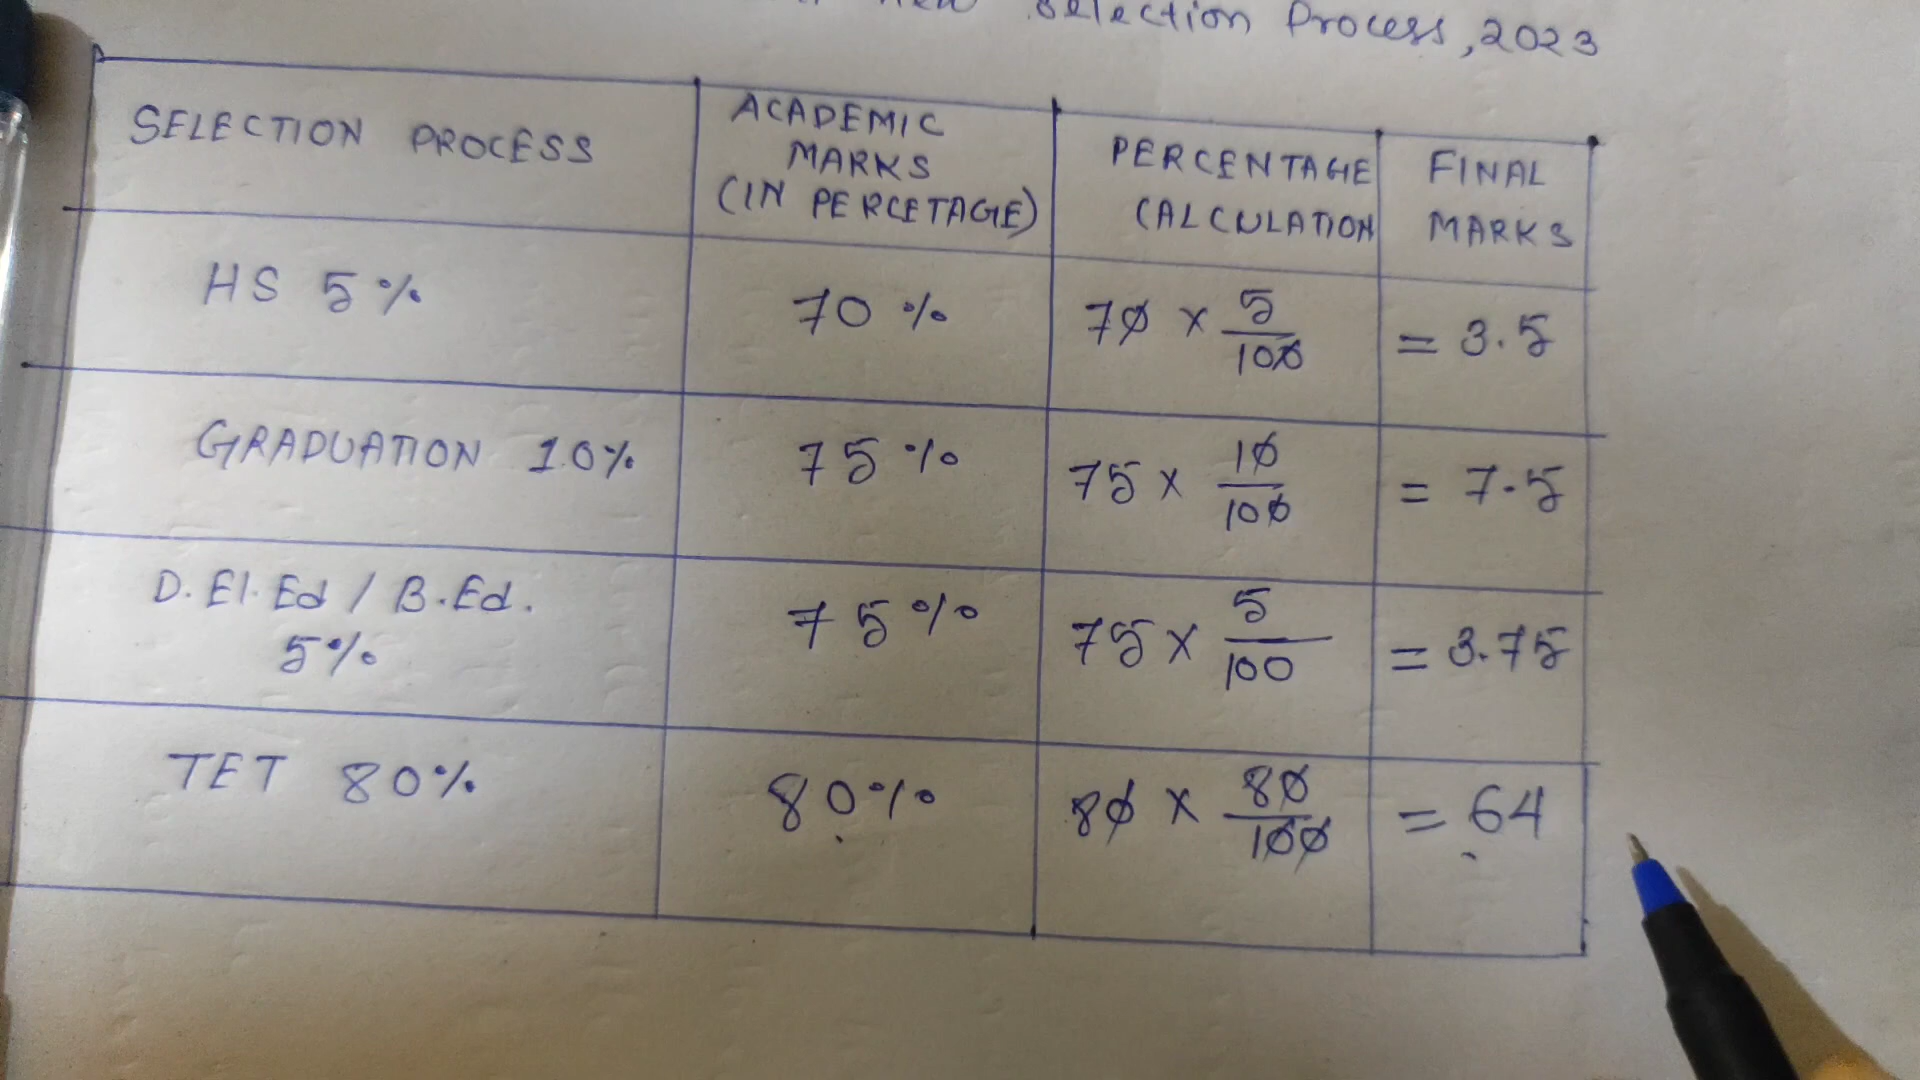 Selection Process, 2023
SELECTION PROCESS
ACADEMIC
MARKS
(IN PERCETAGE)
PERCENTAGE
CALCULATION
FINAL
MARKS
HS 5%
70%
70 × 5/100
= 3.5
GRADUATION 10%
75%
75 × 10/100
= 7.5
D.El.Ed / B.Ed.
5%
75%
75 × 5/100
= 3.75
TET 80%
80%
80 × 80/100
= 64